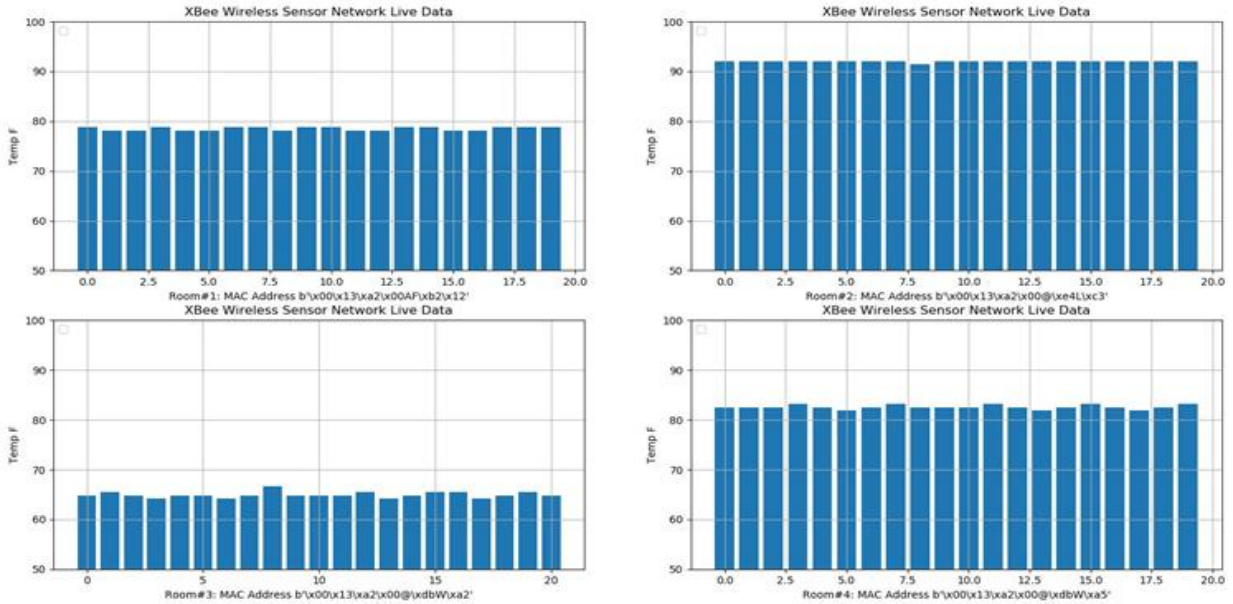 XBee Wireless Sensor Network Live Data
100
90
80
70
60
50
Temp F
0.0 2.5 5.0 7.5 10.0 12.5 15.0 17.5 20.0
Room#1: MAC Address b'\x00\x13\xa2\x00AF\xb2\x12'
XBee Wireless Sensor Network Live Data
100
90
80
70
60
50
Temp F
0.0 2.5 5.0 7.5 10.0 12.5 15.0 17.5 20.0
Room#2: MAC Address b'\x00\x13\xa2\x00@\xe4L\xc3'
XBee Wireless Sensor Network Live Data
100
90
80
70
60
50
Temp F
0 5 10 15 20
Room#3: MAC Address b'\x00\x13\xa2\x00@\xdbW\xa2'
XBee Wireless Sensor Network Live Data
100
90
80
70
60
50
Temp F
0.0 2.5 5.0 7.5 10.0 12.5 15.0 17.5 20.0
Room#4: MAC Address b'\x00\x13\xa2\x00@\xdbW\xa5'